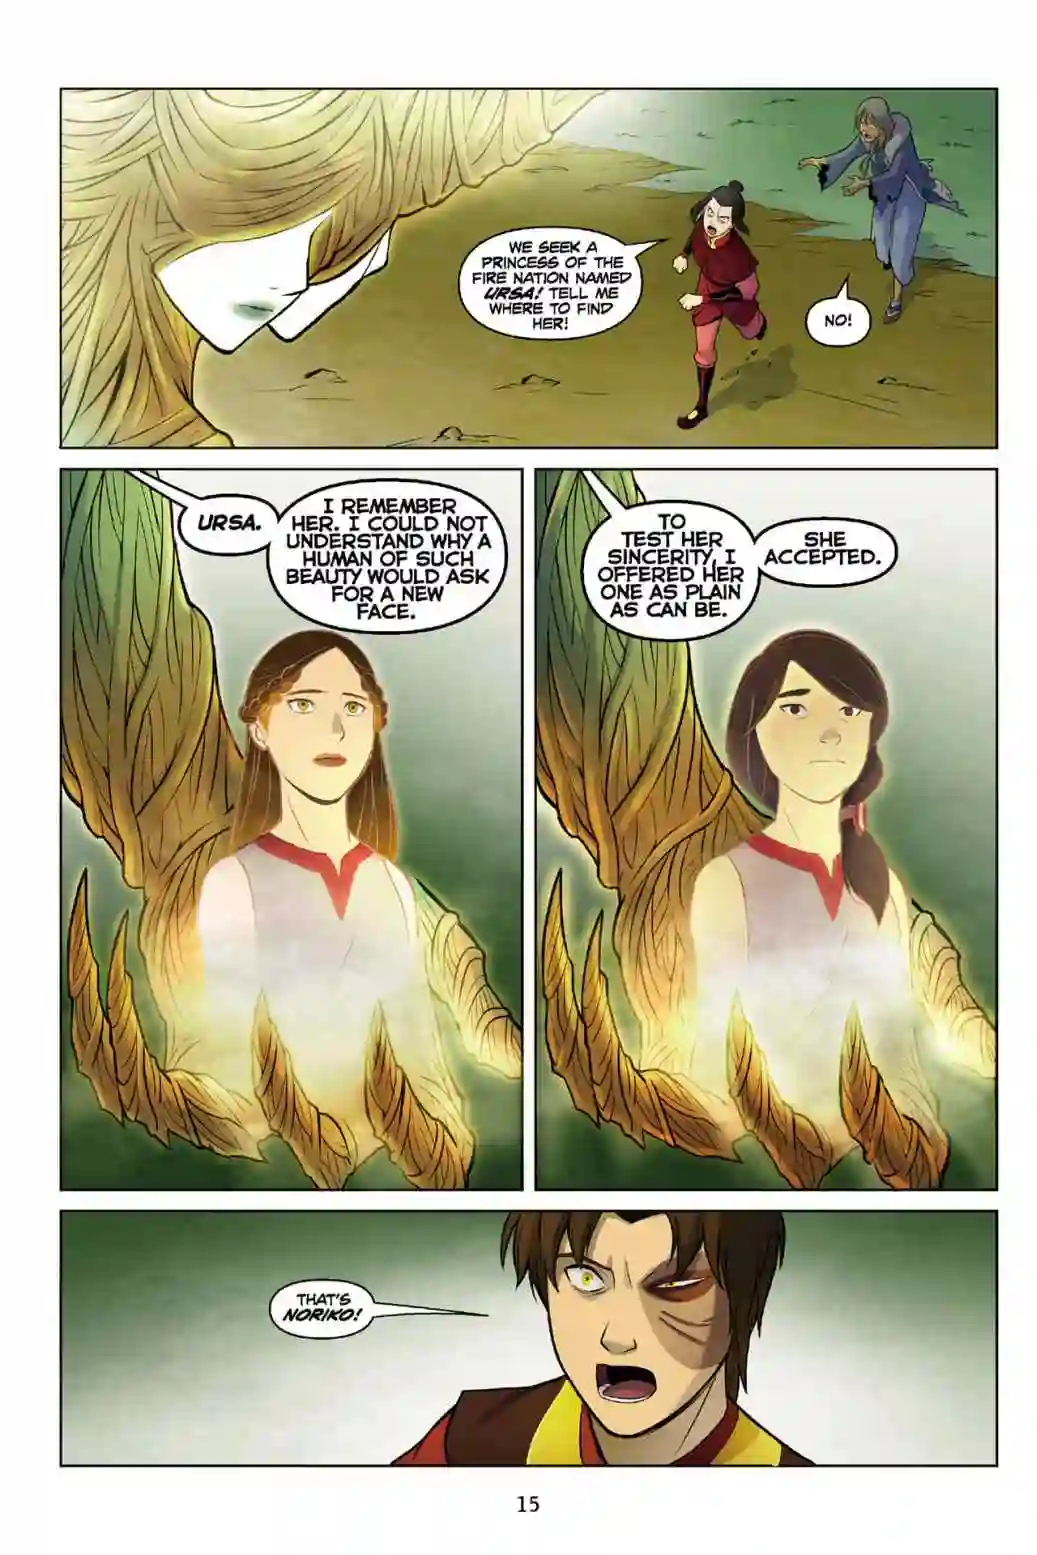 WE SEEK A
PRINCESS OF THE
FIRE NATION NAMED
URSA! TELL ME
WHERE TO FIND
HER!
NO!
URSA.
I REMEMBER
HER. I COULD NOT
UNDERSTAND WHY A
HUMAN OF SUCH
BEAUTY WOULD ASK
FOR A NEW
FACE.
TO
TEST HER
SINCERITY, I
OFFERED HER
ONE AS PLAIN
AS CAN BE.
SHE
ACCEPTED.
THAT'S
NORIKO!
15